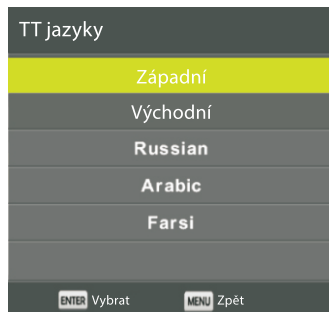 TT jazyky
Západní
Východní
Russian
Arabic
Farsi
ENTER Vybrat MENU Zpět